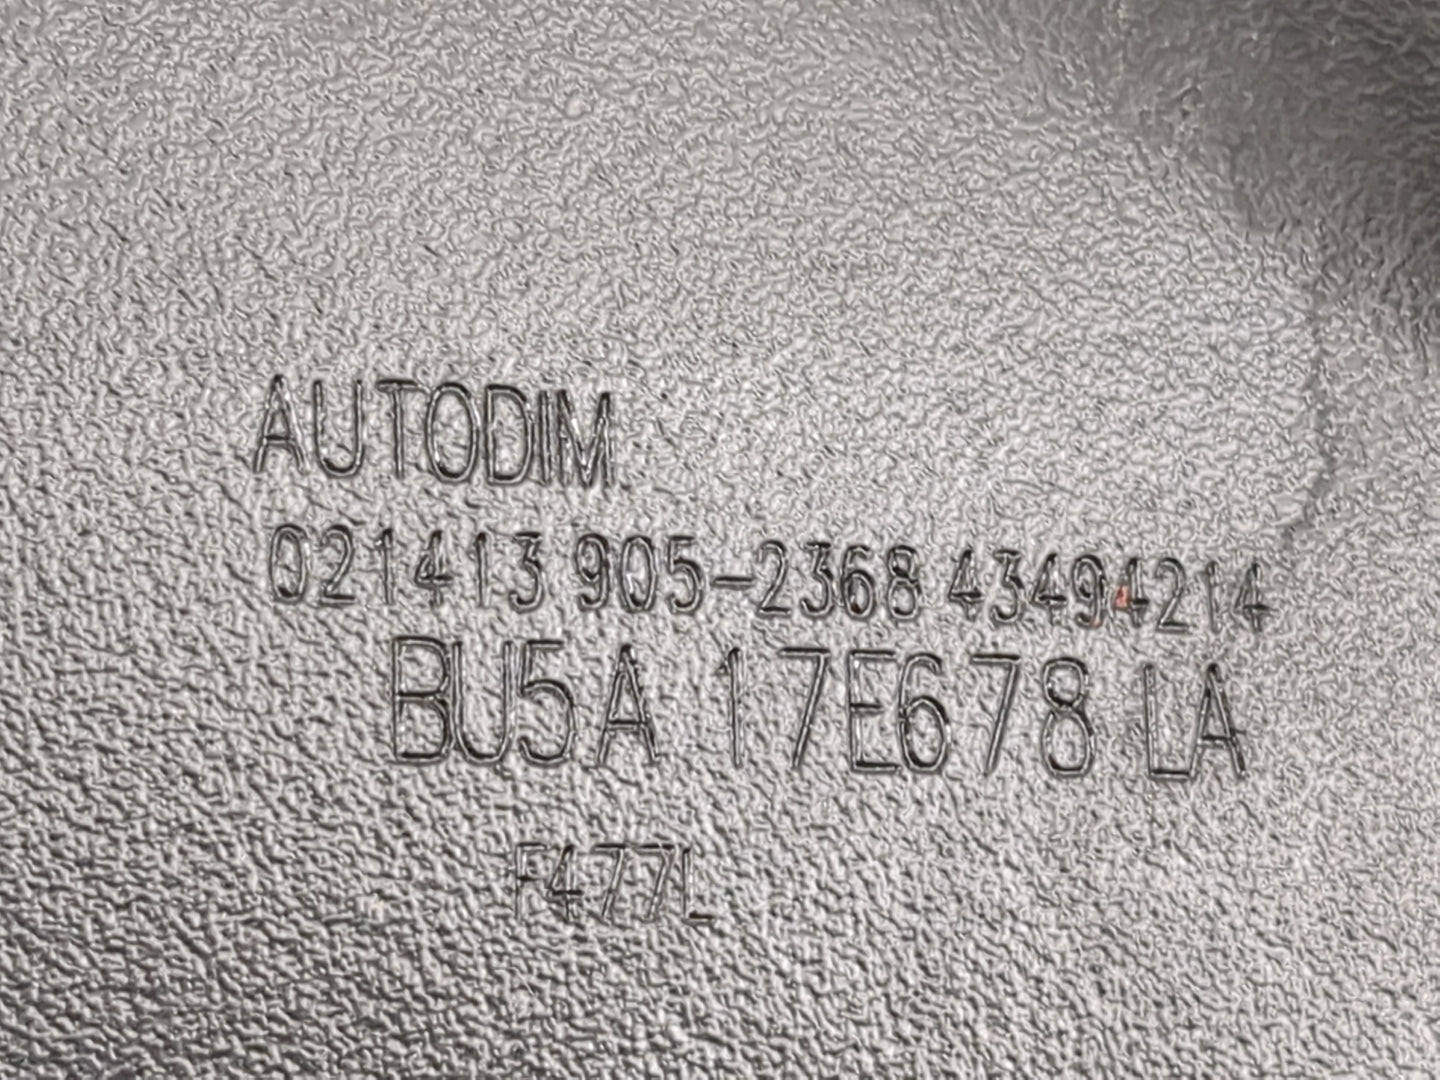 AUTODIM
021413 905-2368 43494214
BU5A 17E678 LA
F477L